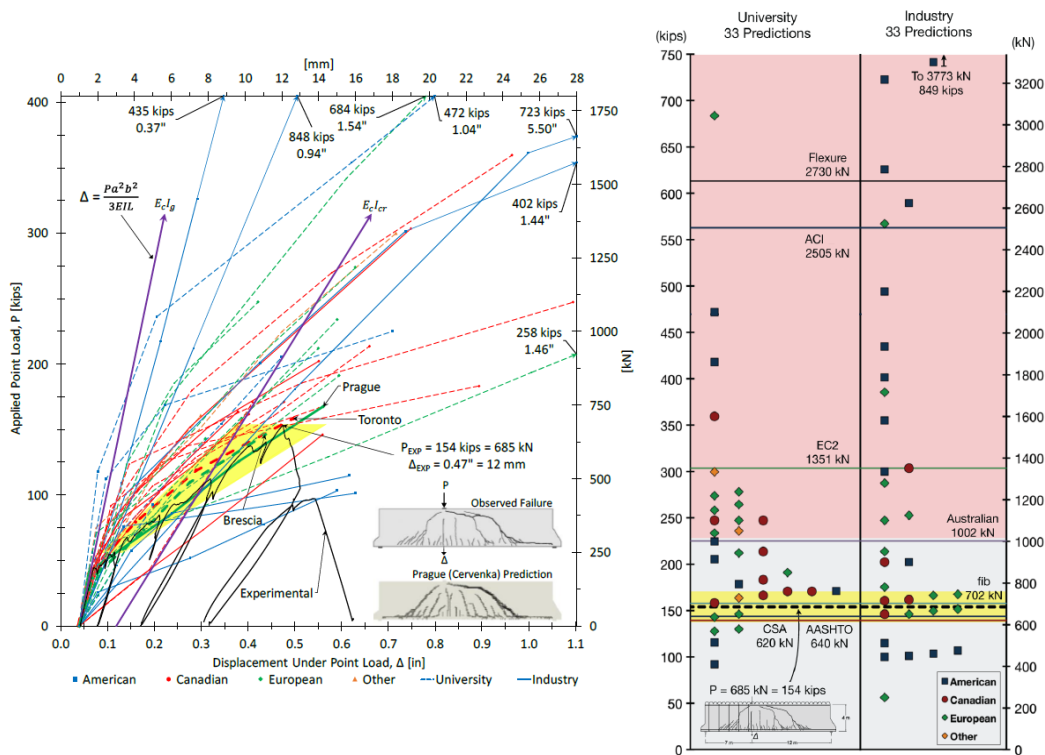 [mm]
0 2 4 6 8 10 12 14 16 18 20 22 24 26 28
400
300
200
100
0
Applied Point Load, P [kips]
435 kips
0.37"
848 kips
0.94"
684 kips
1.54"
472 kips
1.04"
723 kips
5.50"
402 kips
1.44"
258 kips
1.46"
Δ = Pa²b²
3EIL
EcIg
EcIcr
1750
1500
1250
1000
750
500
250
0
[kN]
Prague
Toronto
PEXP = 154 kips = 685 kN
ΔEXP = 0.47" = 12 mm
Brescia
Experimental
P
Observed Failure
Δ
Prague (Cervenka) Prediction
0.0 0.1 0.2 0.3 0.4 0.5 0.6 0.7 0.8 0.9 1.0 1.1
Displacement Under Point Load, Δ [in]
American Canadian European Other University Industry
University
33 Predictions
Industry
33 Predictions
(kips)
(kN)
750
700
650
600
550
500
450
400
350
300
250
200
150
100
50
0
To 3773 kN
849 kips
Flexure
2730 kN
ACI
2505 kN
EC2
1351 kN
Australian
1002 kN
fib
702 kN
CSA
620 kN
AASHTO
640 kN
P = 685 kN = 154 kips
4 m
Δ
7 m
12 m
American
Canadian
European
Other
3200
3000
2800
2600
2400
2200
2000
1800
1600
1400
1200
1000
800
600
400
200
0